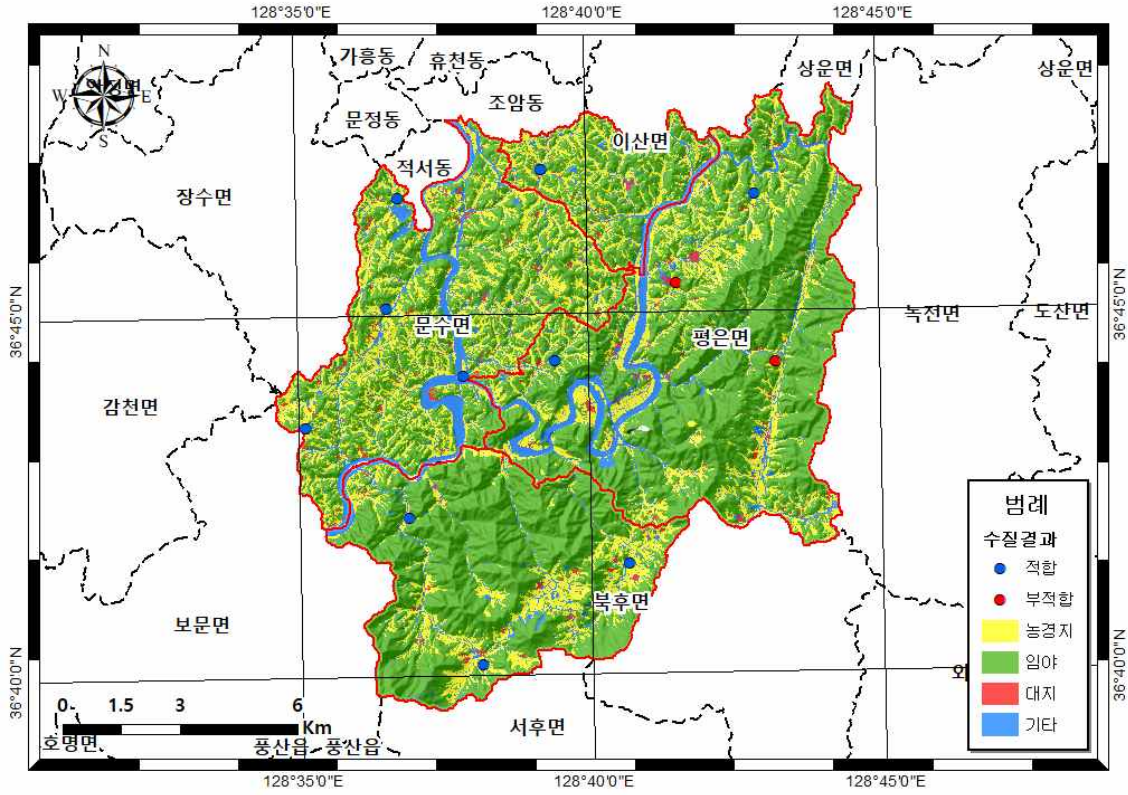 128°35'0"E 128°40'0"E 128°45'0"E
가흥동 휴천동 상운면 상운면
N
W E
S
조암동
문정동 이산면
적서동
장수면
36°45'0"N 36°45'0"N
문수면 평은면 녹전면 도산면
감천면
범례
수질결과
적합
부적합
농경지
임야
대지
기타
북후면
보문면
36°40'0"N 36°40'0"N
0 1.5 3 6
Km
서후면
호명면 풍산읍 풍산읍
128°35'0"E 128°40'0"E 128°45'0"E